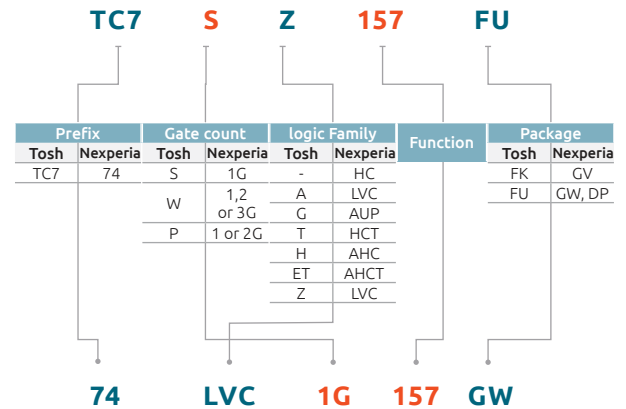 TC7 S Z 157 FU
Prefix Gate count logic Family Function Package
Tosh Nexperia Tosh Nexperia Tosh Nexperia Tosh Nexperia
TC7 74 S 1G - HC FK GV
W 1,2 or 3G A LVC FU GW, DP
G AUP
P 1 or 2G T HCT
H AHC
ET AHCT
Z LVC
74 LVC 1G 157 GW